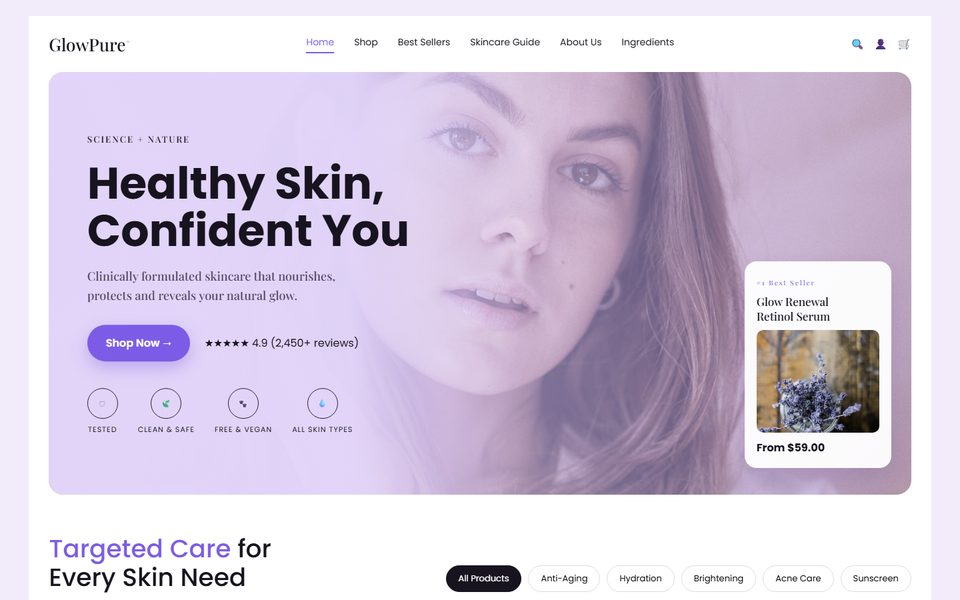 GlowPure
Home Shop Best Sellers Skincare Guide About Us Ingredients
SCIENCE + NATURE
Healthy Skin,
Confident You
Clinically formulated skincare that nourishes,
protects and reveals your natural glow.
Shop Now → ★★★★★ 4.9 (2,450+ reviews)
TESTED CLEAN & SAFE FREE & VEGAN ALL SKIN TYPES
#1 Best Seller
Glow Renewal
Retinol Serum
From $59.00
Targeted Care for
Every Skin Need
All Products Anti-Aging Hydration Brightening Acne Care Sunscreen